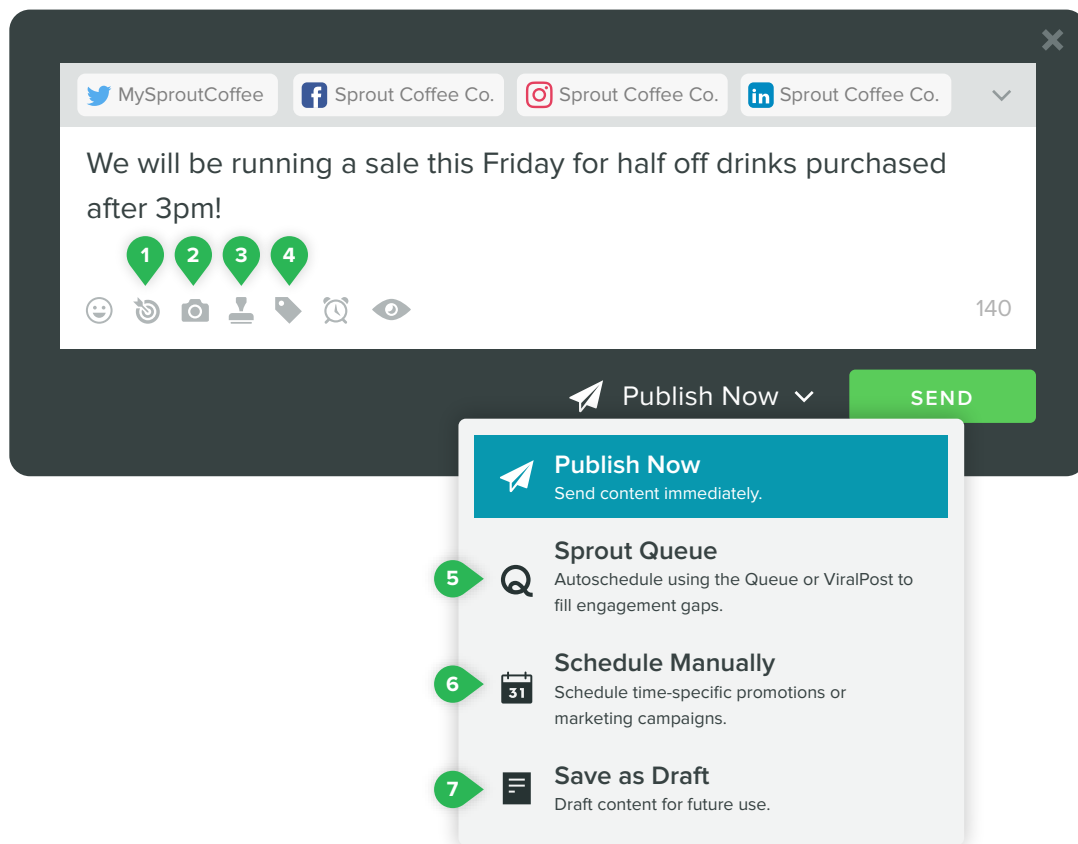 MySproutCoffee Sprout Coffee Co. Sprout Coffee Co. in Sprout Coffee Co.
We will be running a sale this Friday for half off drinks purchased
after 3pm!
1 2 3 4
140
Publish Now SEND
Publish Now
Send content immediately.
5
Q
Sprout Queue
Autoschedule using the Queue or ViralPost to
fill engagement gaps.
6
31
Schedule Manually
Schedule time-specific promotions or
marketing campaigns.
7
Save as Draft
Draft content for future use.